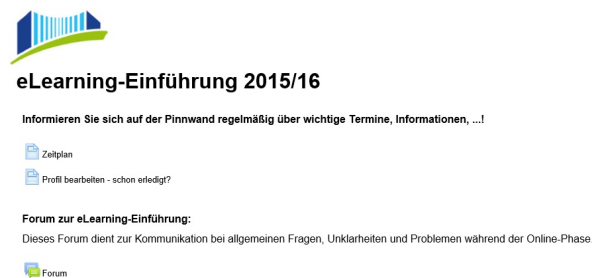 eLearning-Einführung 2015/16
Informieren Sie sich auf der Pinnwand regelmäßig über wichtige Termine, Informationen, ...!
Zeitplan
Profil bearbeiten - schon erledigt?
Forum zur eLearning-Einführung:
Dieses Forum dient zur Kommunikation bei allgemeinen Fragen, Unklarheiten und Problemen während der Online-Phase
Forum